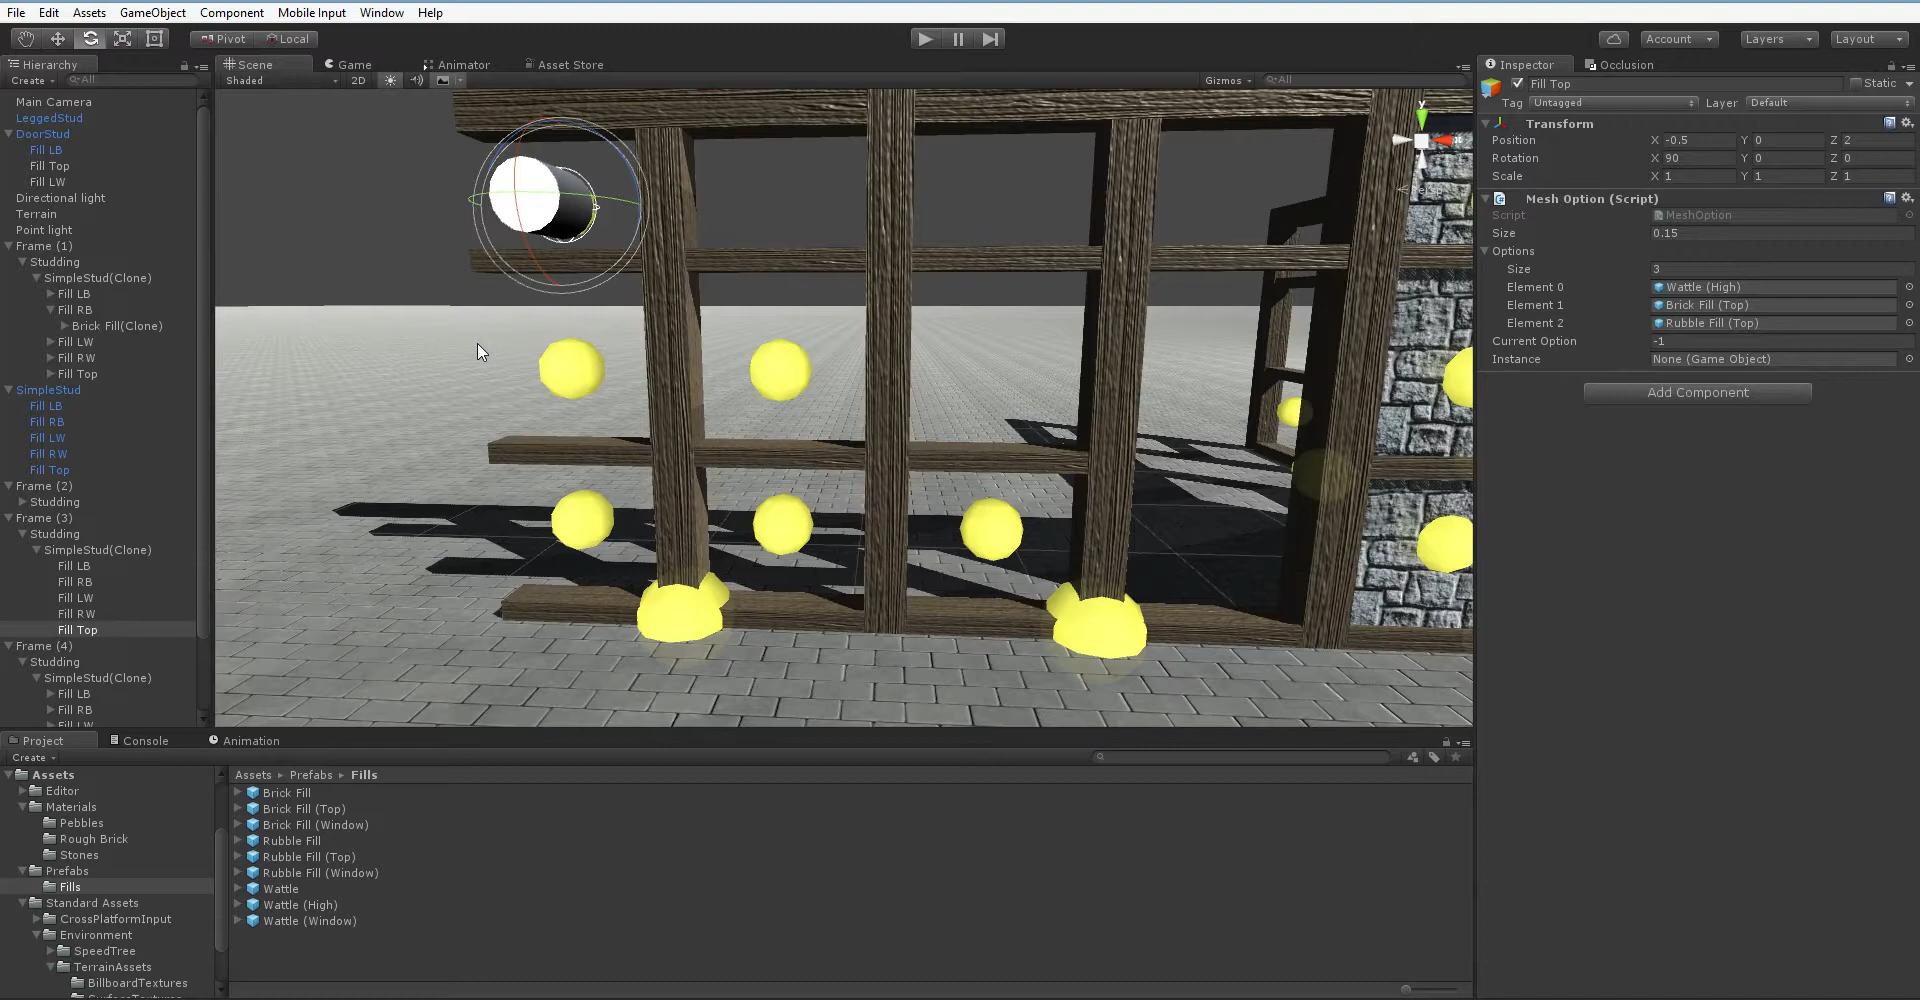 File Edit Assets GameObject Component Mobile Input Window Help
Pivot Local Account Layers Layout
Hierarchy Scene Game Animator Asset Store Inspector Occlusion
Create All Shaded 2D Gizmos All
Main Camera
LeggedStud
DoorStud
Fill LB
Fill Top
Fill LW
Directional light
Terrain
Point light
Frame (1)
Studding
SimpleStud(Clone)
Fill LB
Fill RB
Brick Fill(Clone)
Fill LW
Fill RW
Fill Top
SimpleStud
Fill LB
Fill RB
Fill LW
Fill RW
Fill Top
Frame (2)
Studding
Frame (3)
Studding
SimpleStud(Clone)
Fill LB
Fill RB
Fill LW
Fill RW
Fill Top
Frame (4)
Studding
SimpleStud(Clone)
Fill LB
Fill RB
Fill LW
y
Persp
Fill Top Static
Tag Untagged Layer Default
Transform
Position X -0.5 Y 0 Z 2
Rotation X 90 Y 0 Z 0
Scale X 1 Y 1 Z 1
Mesh Option (Script)
Script MeshOption
Size 0.15
Options
Size 3
Element 0 Wattle (High)
Element 1 Brick Fill (Top)
Element 2 Rubble Fill (Top)
Current Option -1
Instance None (Game Object)
Add Component
Project Console Animation
Create
Assets
Editor
Materials
Pebbles
Rough Brick
Stones
Prefabs
Fills
Standard Assets
CrossPlatformInput
Environment
SpeedTree
TerrainAssets
BillboardTextures
SurfaceTextures
Assets ▸ Prefabs ▸ Fills
Brick Fill
Brick Fill (Top)
Brick Fill (Window)
Rubble Fill
Rubble Fill (Top)
Rubble Fill (Window)
Wattle
Wattle (High)
Wattle (Window)